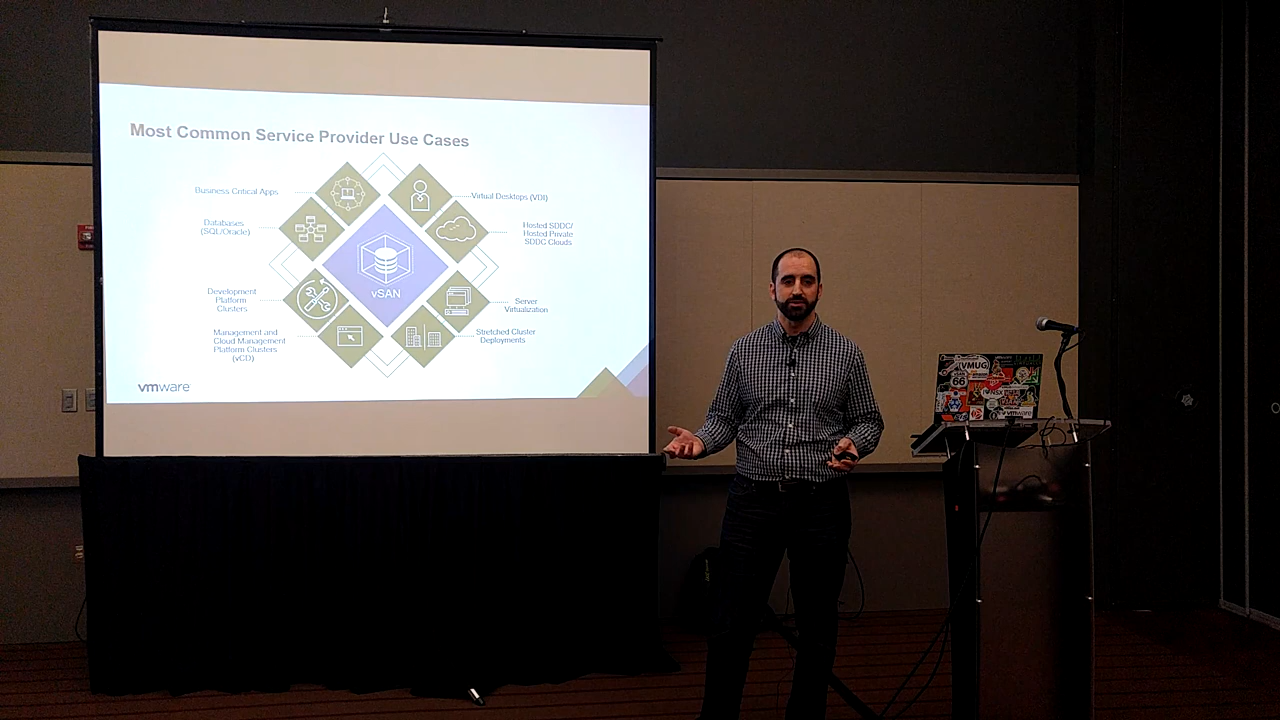 Most Common Service Provider Use Cases
Business Critical Apps
Virtual Desktops (VDI)
Databases
(SQL/Oracle)
Hosted SDDC/
Hosted Private
SDDC Clouds
vSAN
Development
Platform
Clusters
Server
Virtualization
Management and
Cloud Management
Platform Clusters
(vCD)
Stretched Cluster
Deployments
vmware
VMUG
66
NSX
vmware